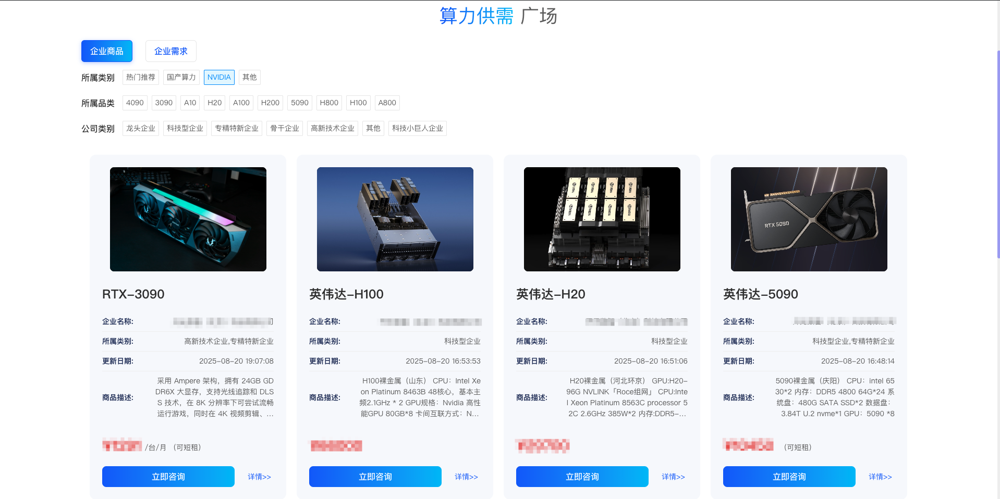 算力供需 广场
企业商品 企业需求
所属类别 热门推荐 国产算力 NVIDIA 其他
所属品类 4090 3090 A10 H20 A100 H200 5090 H800 H100 A800
公司类别 龙头企业 科技型企业 专精特新企业 骨干企业 高新技术企业 其他 科技小巨人企业
RTX 5090
RTX-3090
企业名称:
所属类别: 高新技术企业,专精特新企业
更新日期: 2025-08-20 19:07:08
商品描述:
采用 Ampere 架构，拥有 24GB GD
DR6X 大显存，支持光线追踪和 DLS
S 技术，在 8K 分辨率下可尝试流畅
运行游戏，同时在 4K 视频剪辑、...
/台/月 （可短租）
立即咨询 详情>>
英伟达-H100
企业名称:
所属类别: 科技型企业
更新日期: 2025-08-20 16:53:53
商品描述:
H100裸金属（山东） CPU：Intel Xe
on Platinum 8463B 48核心，基本主
频2.1GHz * 2 GPU规格：Nvidia 高性
能GPU 80GB*8 卡间互联方式：N...
立即咨询 详情>>
英伟达-H20
企业名称:
所属类别: 科技型企业
更新日期: 2025-08-20 16:51:06
商品描述:
H20裸金属（河北环京） GPU:H20-
96G NVLINK「Roce组网」 CPU:Inte
l Xeon Platinum 8563C processor 5
2C 2.6GHz 385W*2 内存:DDR5-...
立即咨询 详情>>
英伟达-5090
企业名称:
所属类别: 科技型企业,专精特新企业
更新日期: 2025-08-20 16:48:14
商品描述:
5090裸金属（庆阳） CPU：intel 65
30*2 内存：DDR5 4800 64G*24 系
统盘：480G SATA SSD*2 数据盘：
3.84T U.2 nvme*1 GPU：5090 *8
（可短租）
立即咨询 详情>>